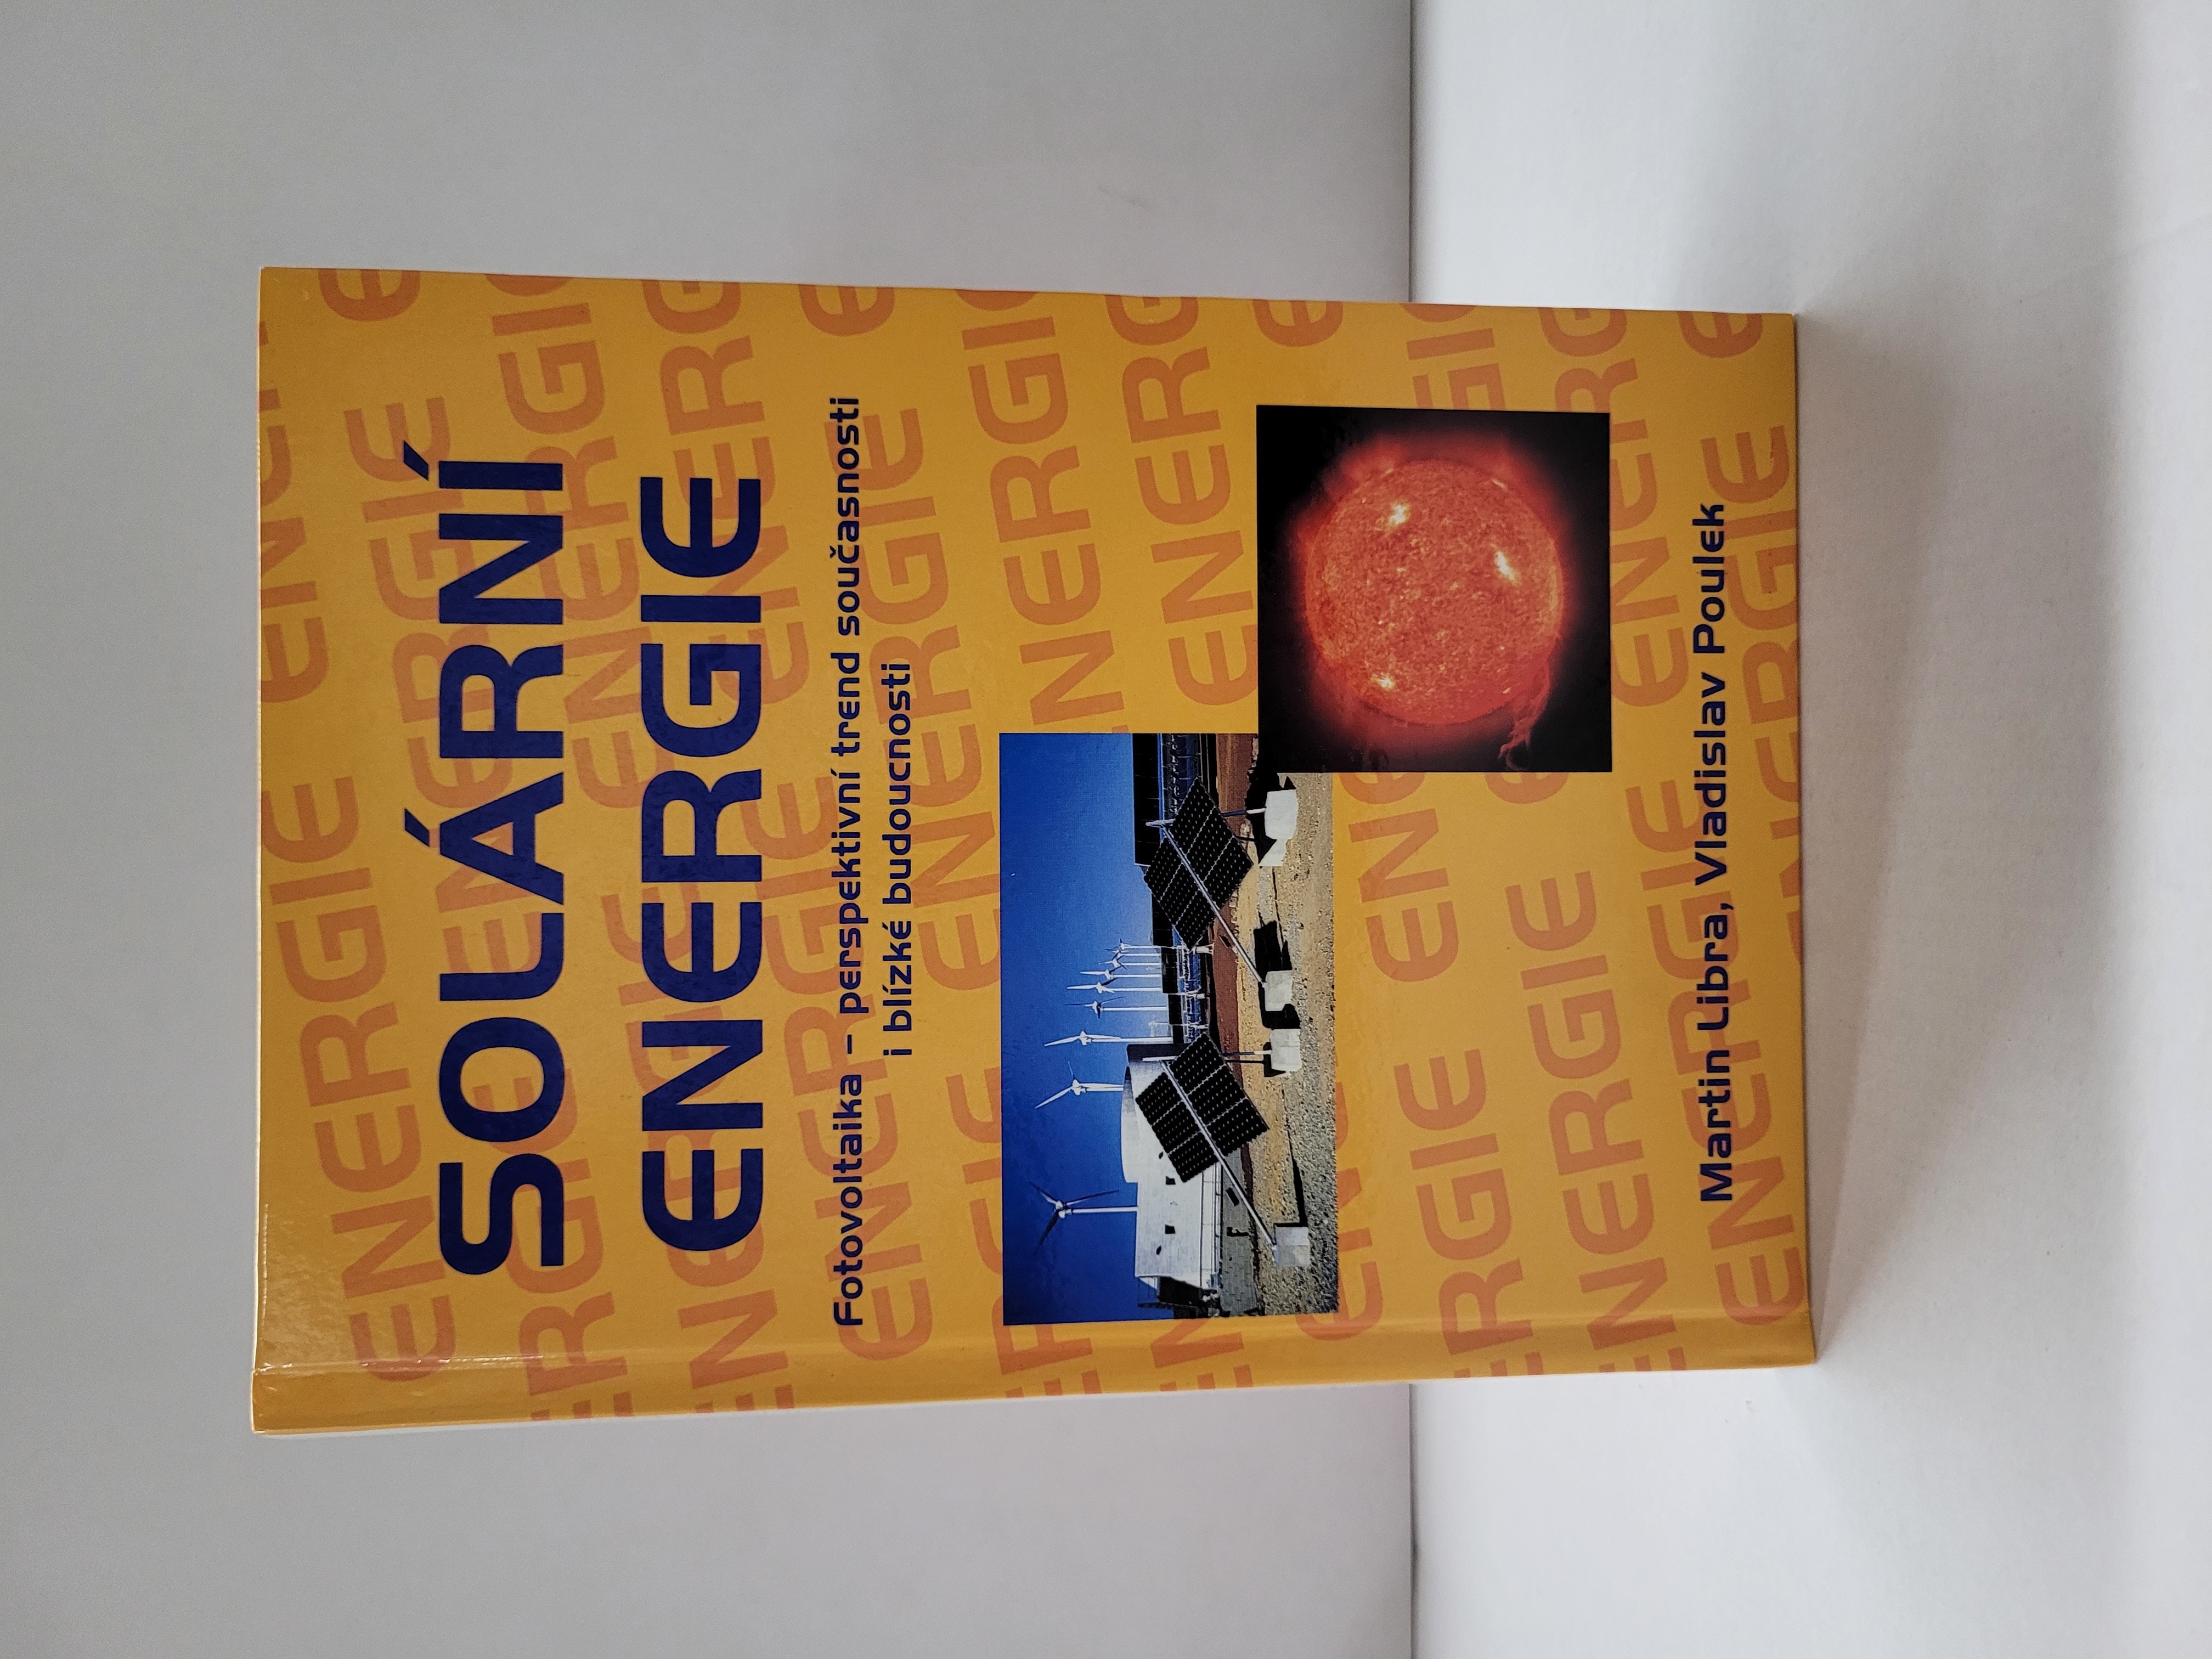 SOLÁRNÍ
ENERGIE
Fotovoltaika – perspektivní trend současnosti
i blízké budoucnosti
Martin Libra, Vladislav Poulek